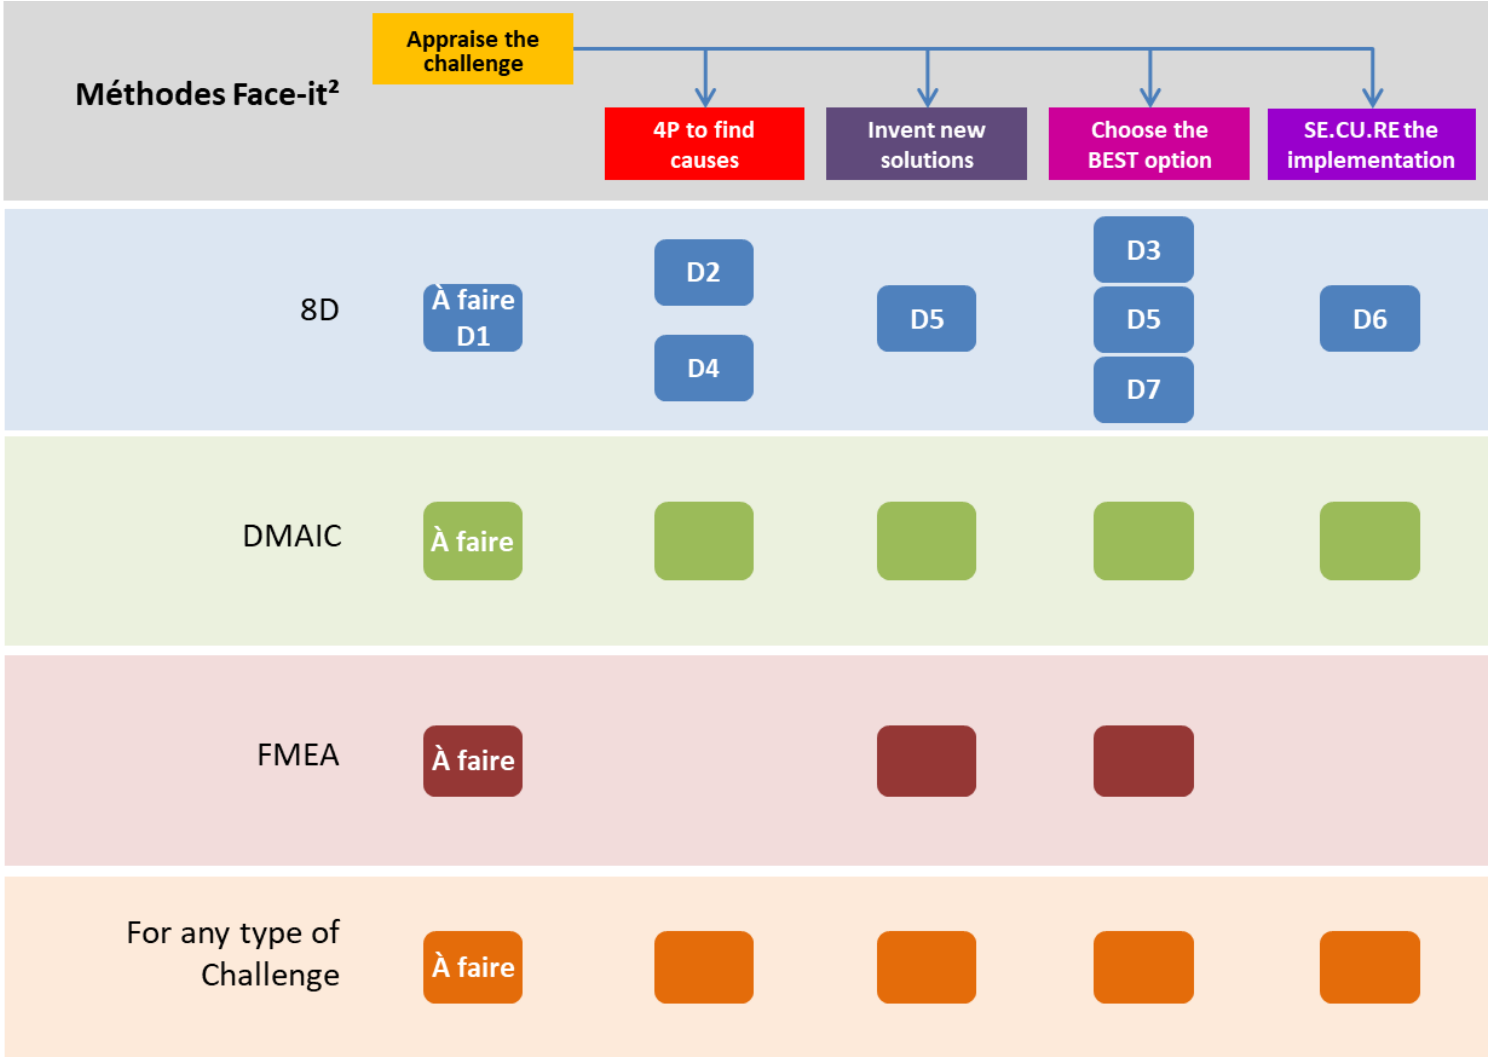 Méthodes Face-it²
Appraise the
challenge
4P to find
causes
Invent new
solutions
Choose the
BEST option
SE.CU.RE the
implementation
8D
À faire
D1
D2
D4
D5
D3
D5
D7
D6
DMAIC
À faire
FMEA
À faire
For any type of
Challenge
À faire